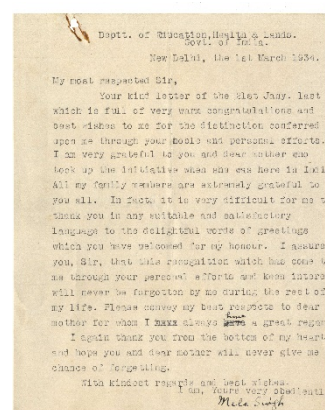 Deptt. of Education, Health & Lands.
Govt. of India.
New Delhi, the 1st March 1934.
My most respected Sir,
Your kind letter of the 21st Jany. last
which is full of very warm congratulations and
best wishes to me for the distinction conferred
upon me through your noble and personal efforts.
I am very grateful to you and dear mother who
took up the initiative when she was here in Indi
All my family members are extremely grateful to
you all. In fact, it is very difficult for me t
thank you in any suitable and satisfactory
language to the delightful words of greetings
which you have welcomed for my honour. I assure
you, Sir, that this recognition which has come t
me through your personal efforts and keen intere
will never be forgotten by me during the rest of
my life. Please convey my best respects to dear
mother for whom I have always a great regar
I again thank you from the bottom of my heart
and hope you and dear mother will never give me
chance of forgetting.
With kindest regards and best wishes.
I am, Yours very obedientl
Mela Singh